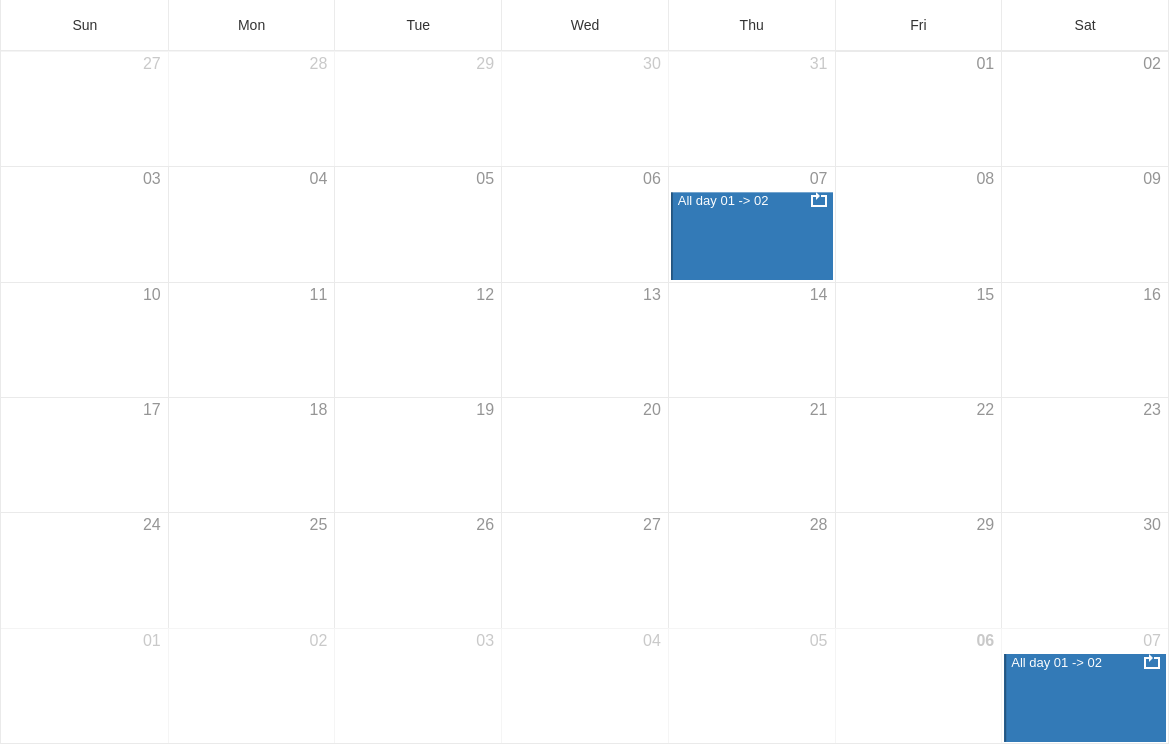 Sun Mon Tue Wed Thu Fri Sat
27 28 29 30 31 01 02
03 04 05 06 07 08 09
All day 01 -> 02
10 11 12 13 14 15 16
17 18 19 20 21 22 23
24 25 26 27 28 29 30
01 02 03 04 05 06 07
All day 01 -> 02